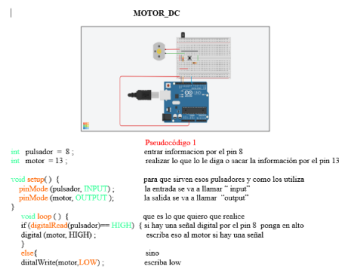 MOTOR_DC
Pseudocódigo 1
int pulsador = 8 ; entrar informacion por el pin 8
int motor = 13 ; realizar lo que lo le diga o sacar la información por el pin 13
void setup( ) { para que sirven esos pulsadores y como los utiliza
pinMode (pulsador, INPUT) ; la entrada se va a llamar " input"
pinMode (motor, OUTPUT ); la salida se va a llamar "output"
}
void loop ( ) { que es lo que quiero que realice
if (digitalRead(pulsador)== HIGH) { si hay una señal digital por el pin 8 ponga en alto
digital (motor, HIGH) ; escriba eso al motor si hay una señal
}
else{ sino
diitalWrite(motor,LOW) ; escriba low